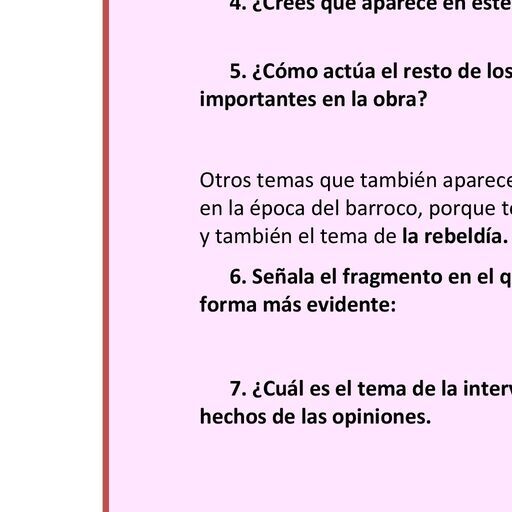 4. ¿Crees que aparece en este
5. ¿Cómo actúa el resto de los
importantes en la obra?
Otros temas que también aparece
en la época del barroco, porque t
y también el tema de la rebeldía.
6. Señala el fragmento en el q
forma más evidente:
7. ¿Cuál es el tema de la interv
hechos de las opiniones.